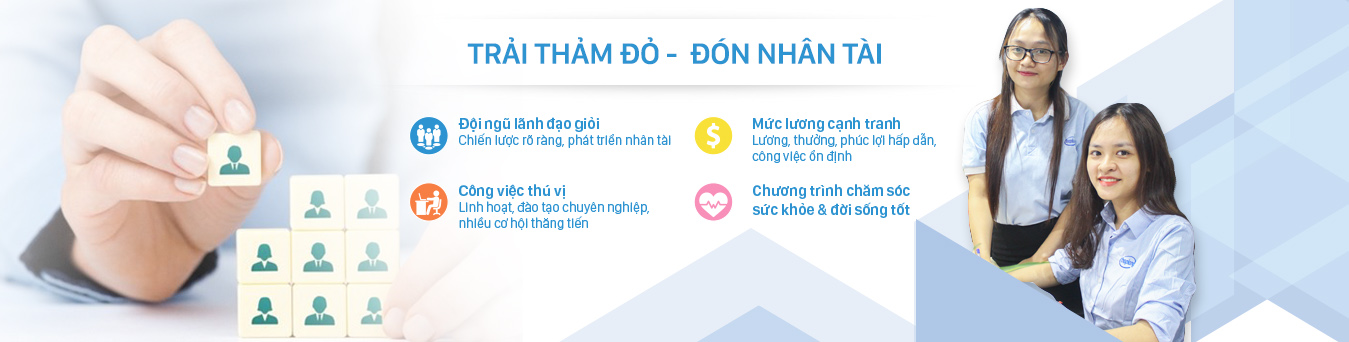 TRẢI THẢM ĐỎ - ĐÓN NHÂN TÀI
Đội ngũ lãnh đạo giỏi
Chiến lược rõ ràng, phát triển nhân tài
Công việc thú vị
Linh hoạt, đào tạo chuyên nghiệp,
nhiều cơ hội thăng tiến
Mức lương cạnh tranh
Lương, thưởng, phúc lợi hấp dẫn,
công việc ổn định
Chương trình chăm sóc
sức khỏe & đời sống tốt